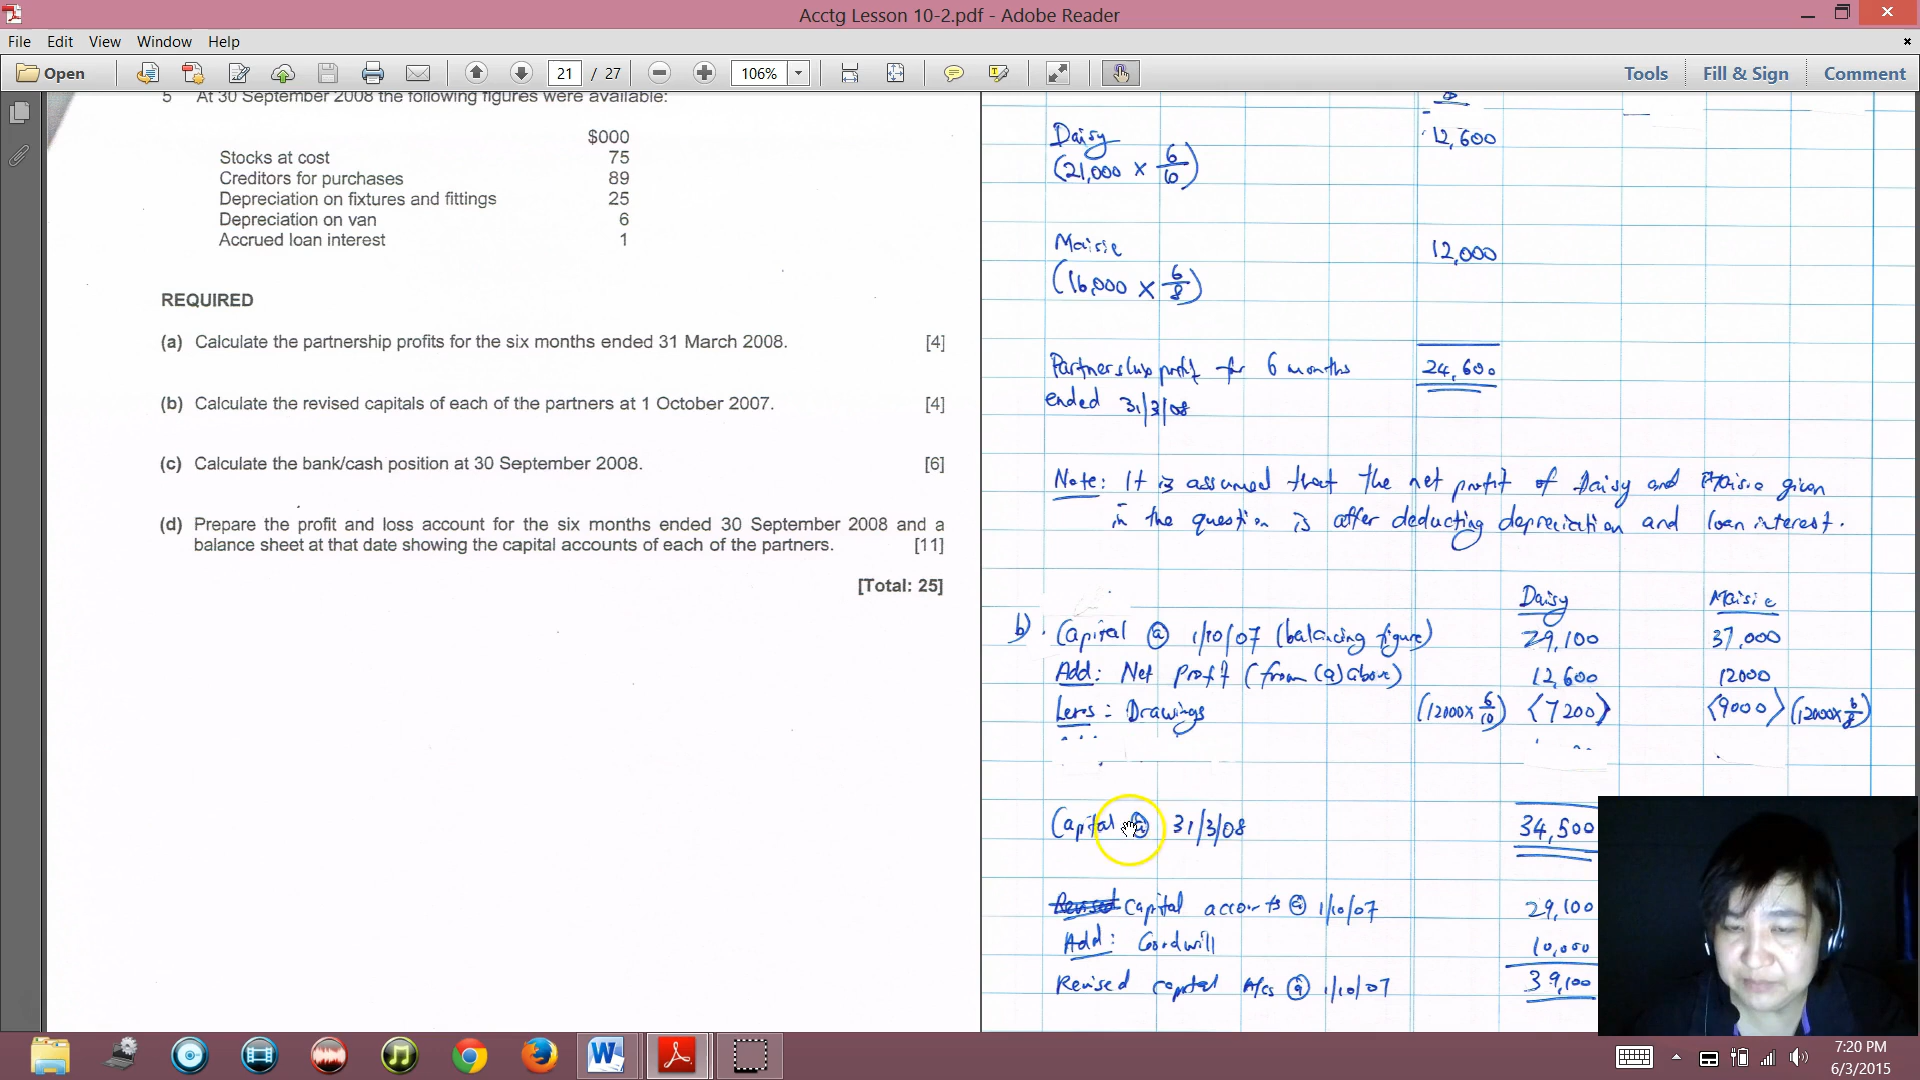 Acctg Lesson 10-2.pdf - Adobe Reader
File Edit View Window Help
Open 21 / 27 106% Tools Fill & Sign Comment
5 At 30 September 2008 the following figures were available:
$000
Stocks at cost 75
Creditors for purchases 89
Depreciation on fixtures and fittings 25
Depreciation on van 6
Accrued loan interest 1
REQUIRED
(a) Calculate the partnership profits for the six months ended 31 March 2008. [4]
(b) Calculate the revised capitals of each of the partners at 1 October 2007. [4]
(c) Calculate the bank/cash position at 30 September 2008. [6]
(d) Prepare the profit and loss account for the six months ended 30 September 2008 and a
balance sheet at that date showing the capital accounts of each of the partners. [11]
[Total: 25]
Daisy 12,600
(21,000 × 6/10)
Maisie 12,000
(16,000 × 6/8)
Partnership profit for 6 months 24,600
ended 31/3/08
Note: It is assumed that the net profit of Daisy and Maisie given
in the question is after deducting depreciation and loan interest.
Daisy Maisie
b). Capital @ 1/10/07 (balancing figure) 29,100 37,000
Add: Net Profit (from (a) above) 12,600 12000
Less: Drawings (12000×6/10) <7200> <9000> (12000×6/8)
Capital @ 31/3/08 34,500
Revised Capital accounts @ 1/10/07 29,100
Add: Goodwill 10,000
Revised capital A/cs @ 1/10/07 39,100
7:20 PM
6/3/2015